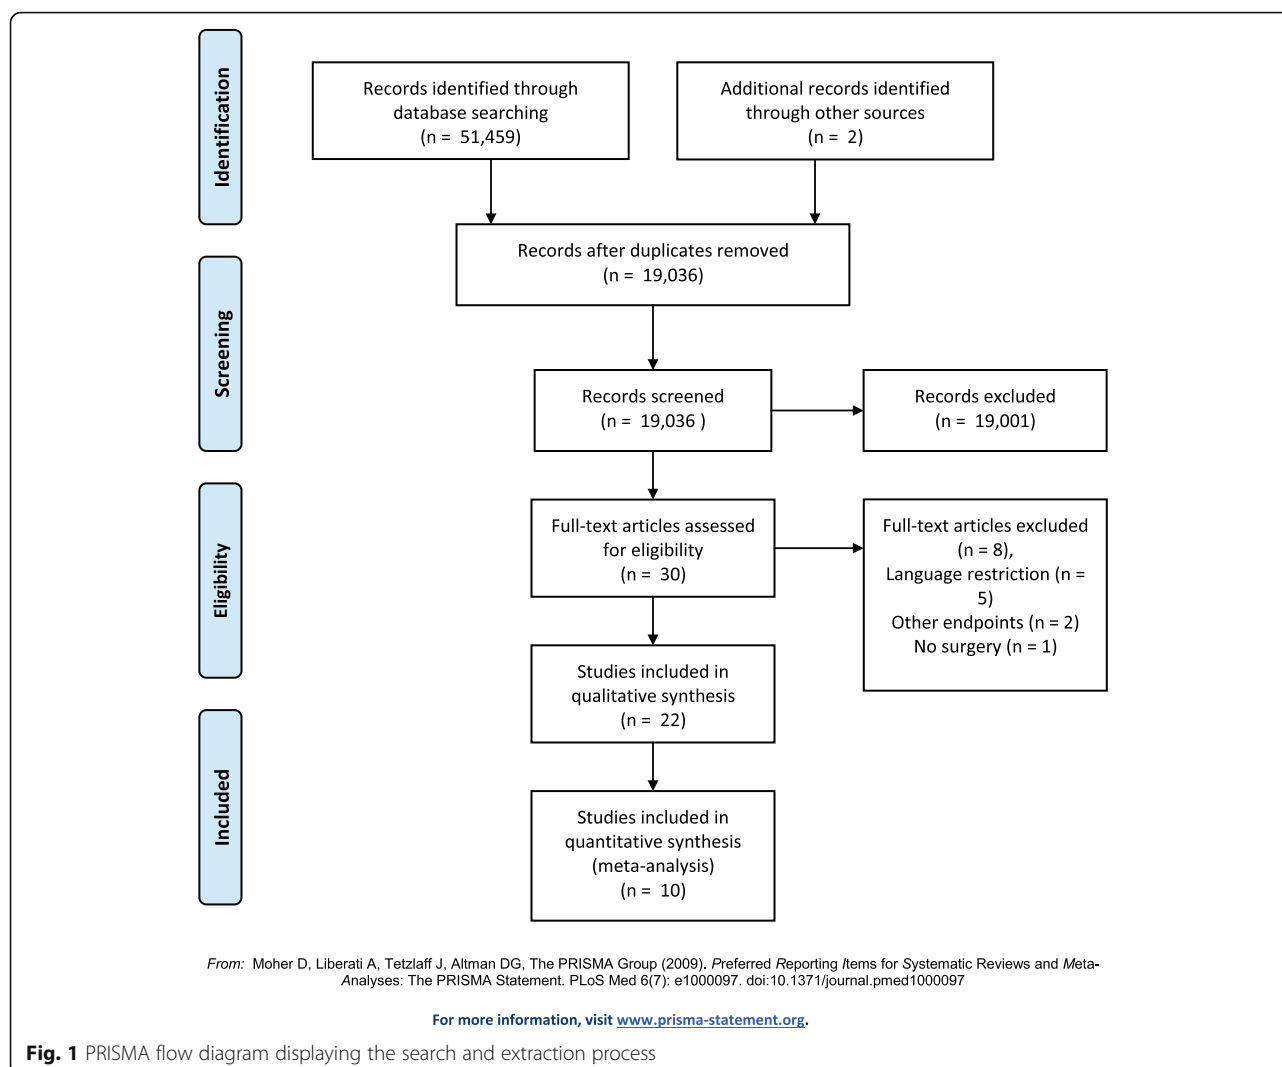 Identification
Records identified through
database searching
(n = 51,459)
Additional records identified
through other sources
(n = 2)
Records after duplicates removed
(n = 19,036)
Screening
Records screened
(n = 19,036 )
Records excluded
(n = 19,001)
Eligibility
Full-text articles assessed
for eligibility
(n = 30)
Full-text articles excluded
(n = 8),
Language restriction (n =
5)
Other endpoints (n = 2)
No surgery (n = 1)
Studies included in
qualitative synthesis
(n = 22)
Included
Studies included in
quantitative synthesis
(meta-analysis)
(n = 10)
From: Moher D, Liberati A, Tetzlaff J, Altman DG, The PRISMA Group (2009). Preferred Reporting Items for Systematic Reviews and Meta-
Analyses: The PRISMA Statement. PLoS Med 6(7): e1000097. doi:10.1371/journal.pmed1000097
For more information, visit www.prisma-statement.org.
Fig. 1 PRISMA flow diagram displaying the search and extraction process